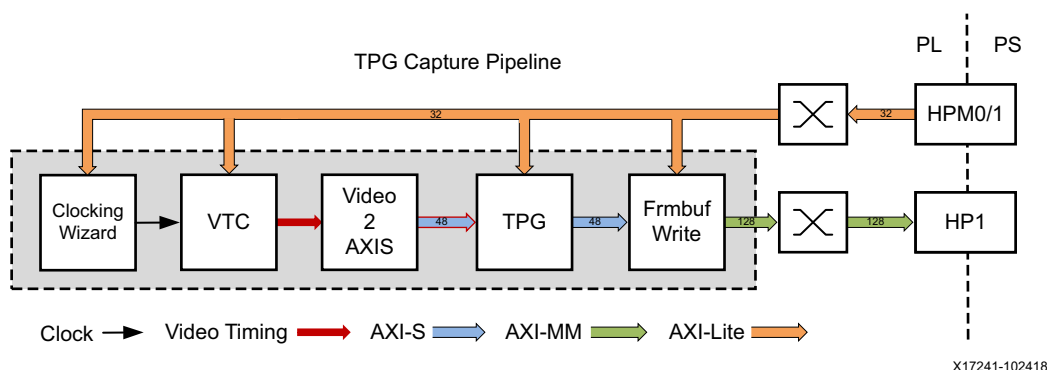 TPG Capture Pipeline
PL
PS
32
32
HPM0/1
Clocking
Wizard
VTC
Video
2
AXIS
48
TPG
48
Frmbuf
Write
128
128
HP1
Clock
Video Timing
AXI-S
AXI-MM
AXI-Lite
X17241-102418